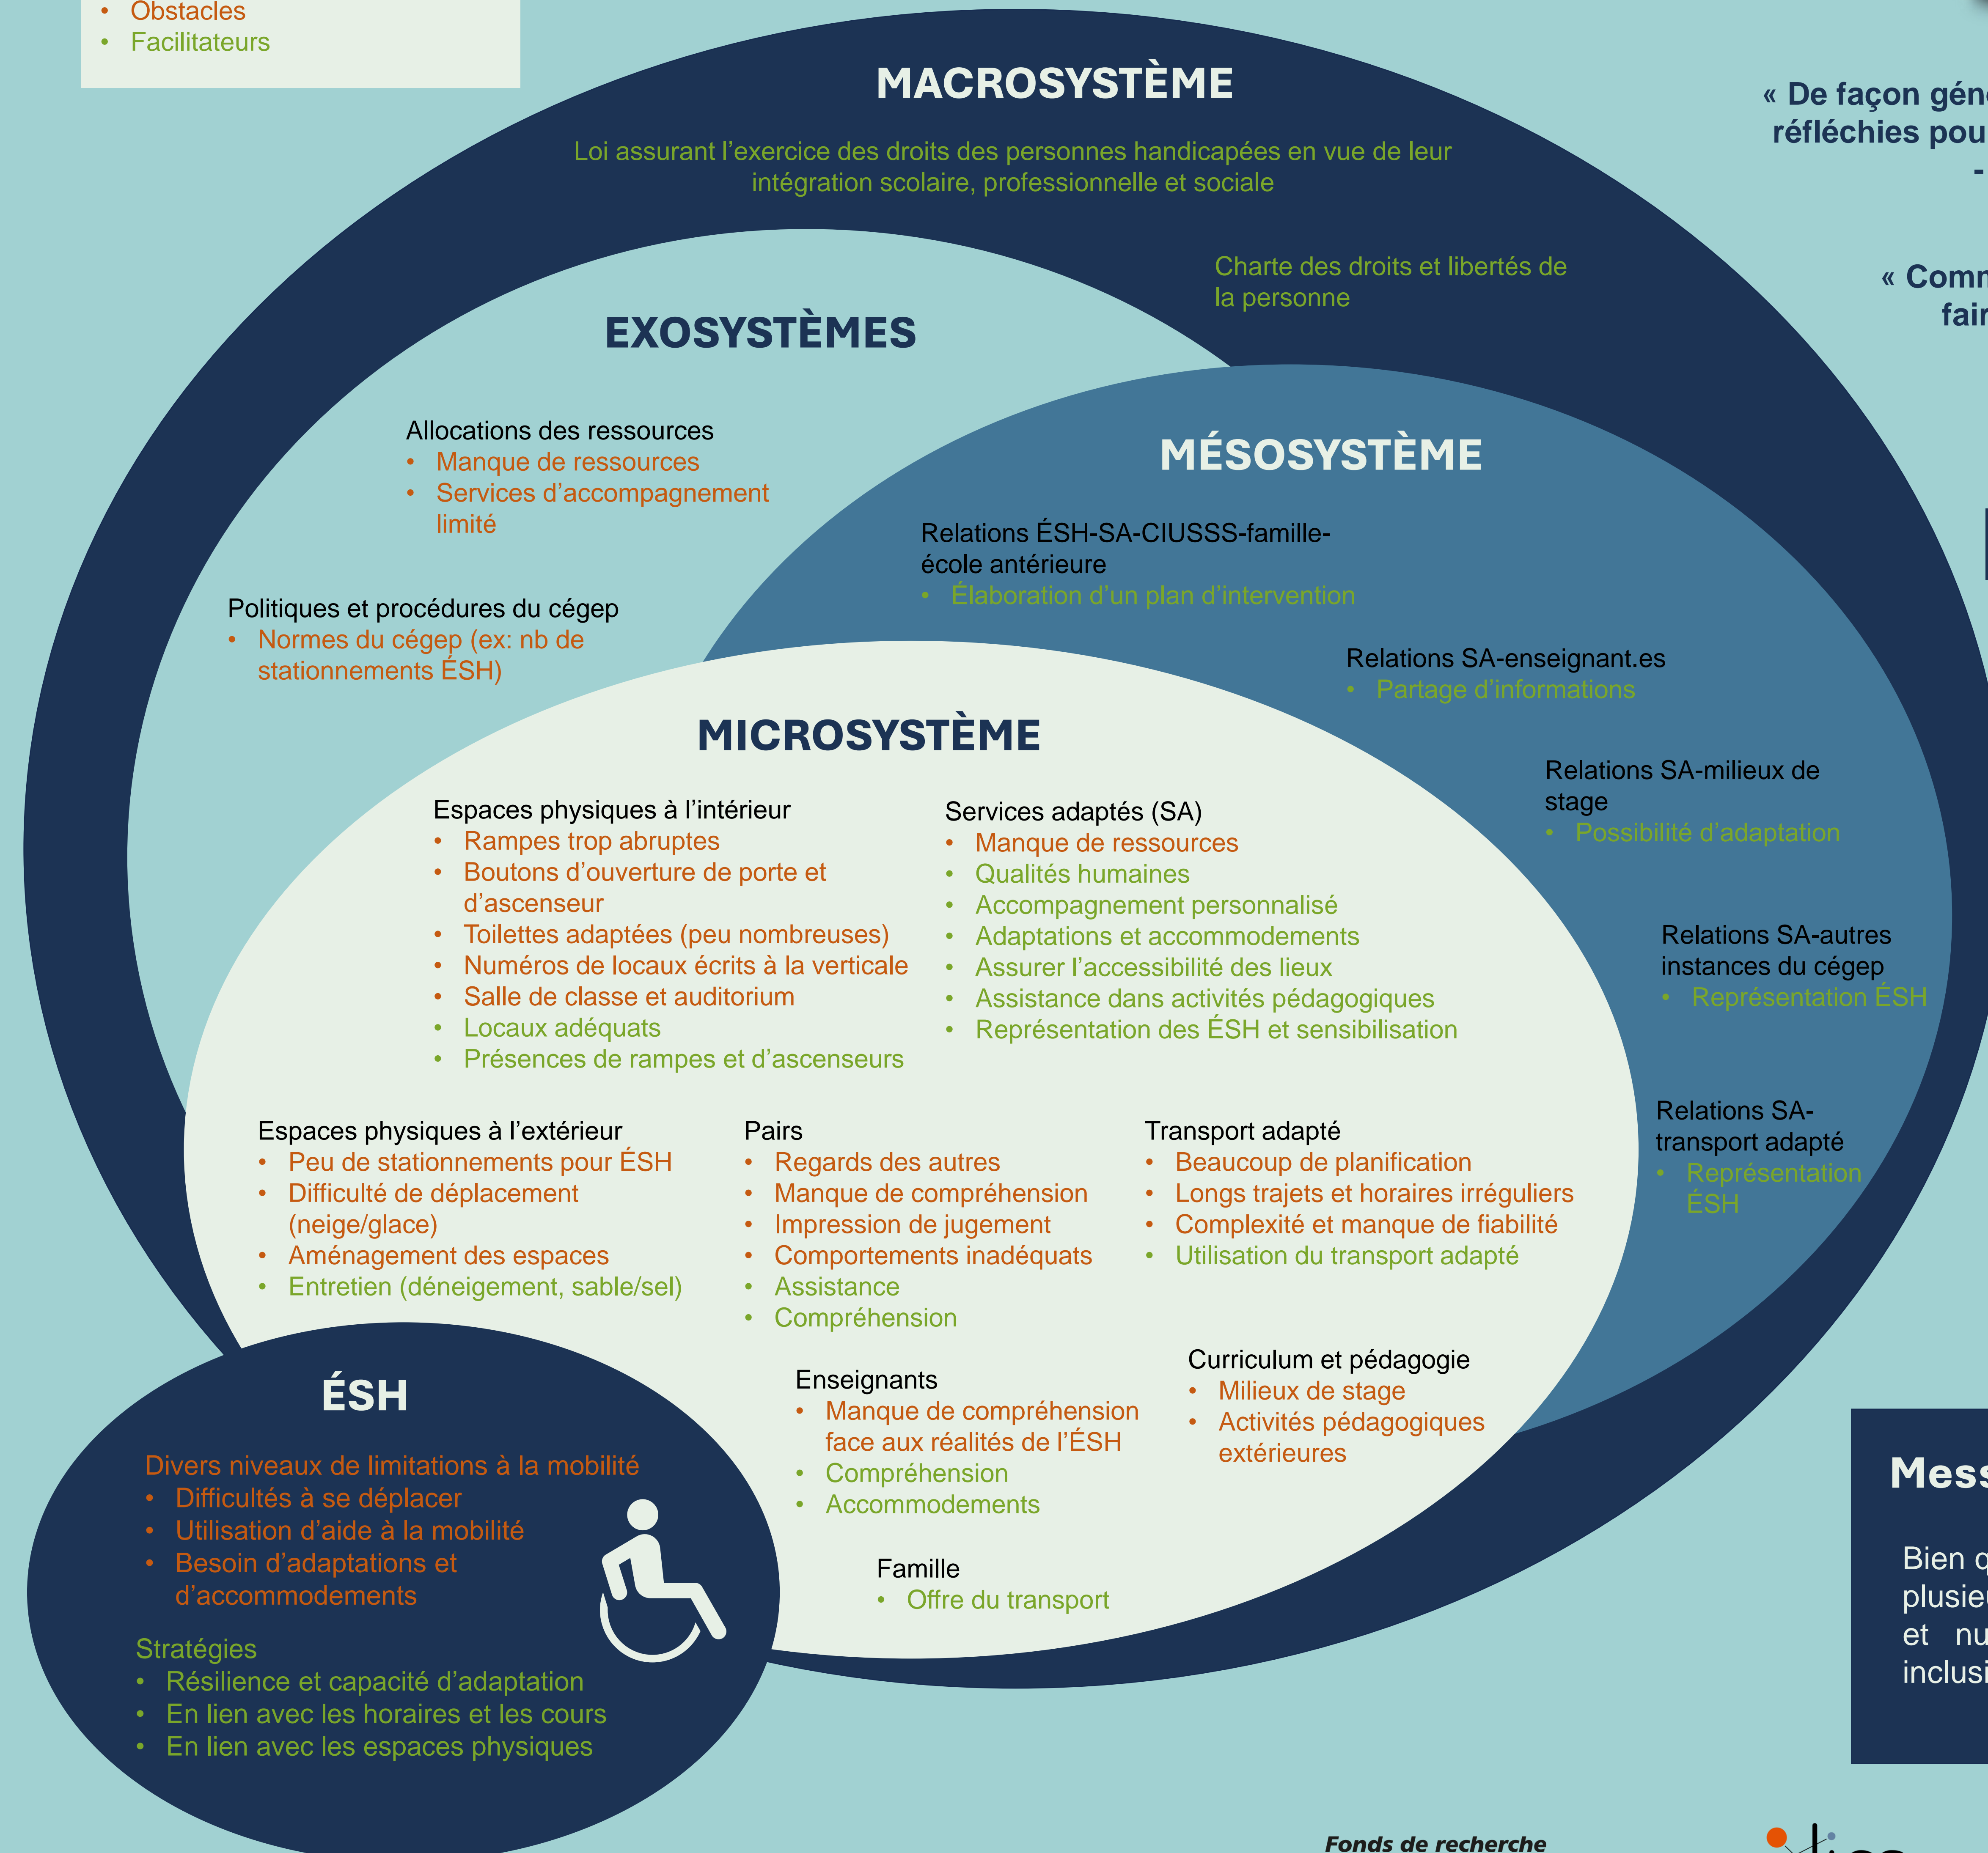 • Obstacles
• Facilitateurs
MACROSYSTÈME
Loi assurant l’exercice des droits des personnes handicapées en vue de leur
intégration scolaire, professionnelle et sociale
Charte des droits et libertés de
la personne
EXOSYSTÈMES
Allocations des ressources
• Manque de ressources
• Services d’accompagnement
limité
Politiques et procédures du cégep
• Normes du cégep (ex: nb de
stationnements ÉSH)
MÉSOSYSTÈME
Relations ÉSH-SA-CIUSSS-famille-
école antérieure
• Élaboration d’un plan d’intervention
Relations SA-enseignant.es
• Partage d’informations
Relations SA-milieux de
stage
• Possibilité d’adaptation
Relations SA-autres
instances du cégep
• Représentation ÉSH
Relations SA-
transport adapté
• Représentation
ÉSH
MICROSYSTÈME
Espaces physiques à l’intérieur
• Rampes trop abruptes
• Boutons d’ouverture de porte et
d’ascenseur
• Toilettes adaptées (peu nombreuses)
• Numéros de locaux écrits à la verticale
• Salle de classe et auditorium
• Locaux adéquats
• Présences de rampes et d’ascenseurs
Services adaptés (SA)
• Manque de ressources
• Qualités humaines
• Accompagnement personnalisé
• Adaptations et accommodements
• Assurer l’accessibilité des lieux
• Assistance dans activités pédagogiques
• Représentation des ÉSH et sensibilisation
Espaces physiques à l’extérieur
• Peu de stationnements pour ÉSH
• Difficulté de déplacement
(neige/glace)
• Aménagement des espaces
• Entretien (déneigement, sable/sel)
Pairs
• Regards des autres
• Manque de compréhension
• Impression de jugement
• Comportements inadéquats
• Assistance
• Compréhension
Transport adapté
• Beaucoup de planification
• Longs trajets et horaires irréguliers
• Complexité et manque de fiabilité
• Utilisation du transport adapté
Enseignants
• Manque de compréhension
face aux réalités de l’ÉSH
• Compréhension
• Accommodements
Curriculum et pédagogie
• Milieux de stage
• Activités pédagogiques
extérieures
Famille
• Offre du transport
ÉSH
Divers niveaux de limitations à la mobilité
• Difficultés à se déplacer
• Utilisation d’aide à la mobilité
• Besoin d’adaptations et
d’accommodements
Stratégies
• Résilience et capacité d’adaptation
• En lien avec les horaires et les cours
• En lien avec les espaces physiques
« De façon
réfléchies
-
«
Bien
et
Fonds de recherche